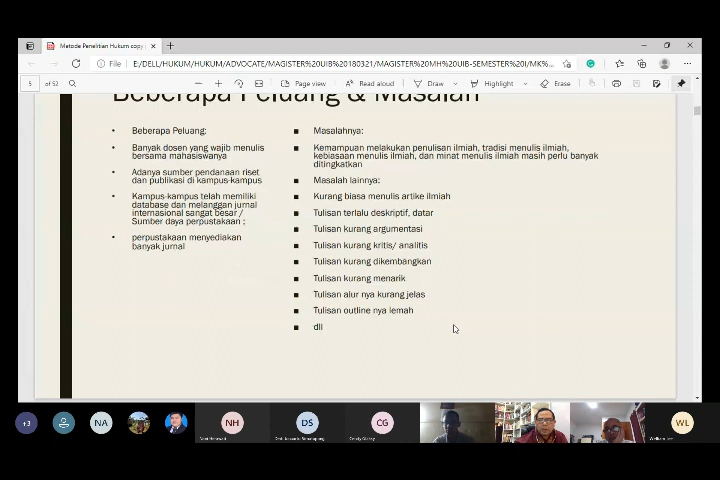 Metode Penelitian Hukum copy
File
E:/DELL/HUKUM/HUKUM/ADVOCATE/MAGISTER%20UIB%20180321/MAGISTER%20MH%20UIB-SEMESTER%20I/MK%...
5 of 52
Page view
Read aloud
Draw
Highlight
Erase
Beberapa Peluang & Masalah
Beberapa Peluang:
Banyak dosen yang wajib menulis
bersama mahasiswanya
Adanya sumber pendanaan riset
dan publikasi di kampus-kampus
Kampus-kampus telah memiliki
database dan melanggan jurnal
internasional sangat besar /
Sumber daya perpustakaan ;
perpustakaan menyediakan
banyak jurnal
Masalahnya:
Kemampuan melakukan penulisan ilmiah, tradisi menulis ilmiah,
kebiasaan menulis ilmiah, dan minat menulis ilmiah masih perlu banyak
ditingkatkan
Masalah lainnya:
Kurang biasa menulis artike ilmiah
Tulisan terlalu deskriptif, datar
Tulisan kurang argumentasi
Tulisan kurang kritis/ analitis
Tulisan kurang dikembangkan
Tulisan kurang menarik
Tulisan alur nya kurang jelas
Tulisan outline nya lemah
dll
+3
NA
NH
DS
CG
WL